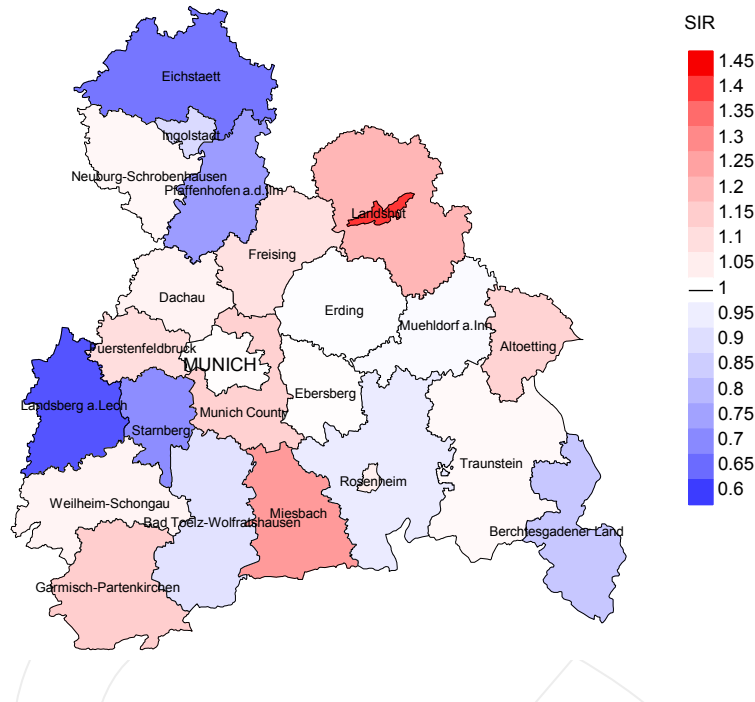 SIR
Eichstaett
Ingolstadt
Neuburg-Schrobenhausen
Pfaffenhofen a.d.Ilm
Landshut
Freising
Dachau
Erding
Muehldorf a.Inn
Altoetting
Fuerstenfeldbruck
MUNICH
Ebersberg
Landsberg a.Lech
Starnberg
Munich County
Traunstein
Rosenheim
Weilheim-Schongau
Miesbach
Bad Toelz-Wolfratshausen
Berchtesgadener Land
Garmisch-Partenkirchen
1.45
1.4
1.35
1.3
1.25
1.2
1.15
1.1
1.05
1
0.95
0.9
0.85
0.8
0.75
0.7
0.65
0.6